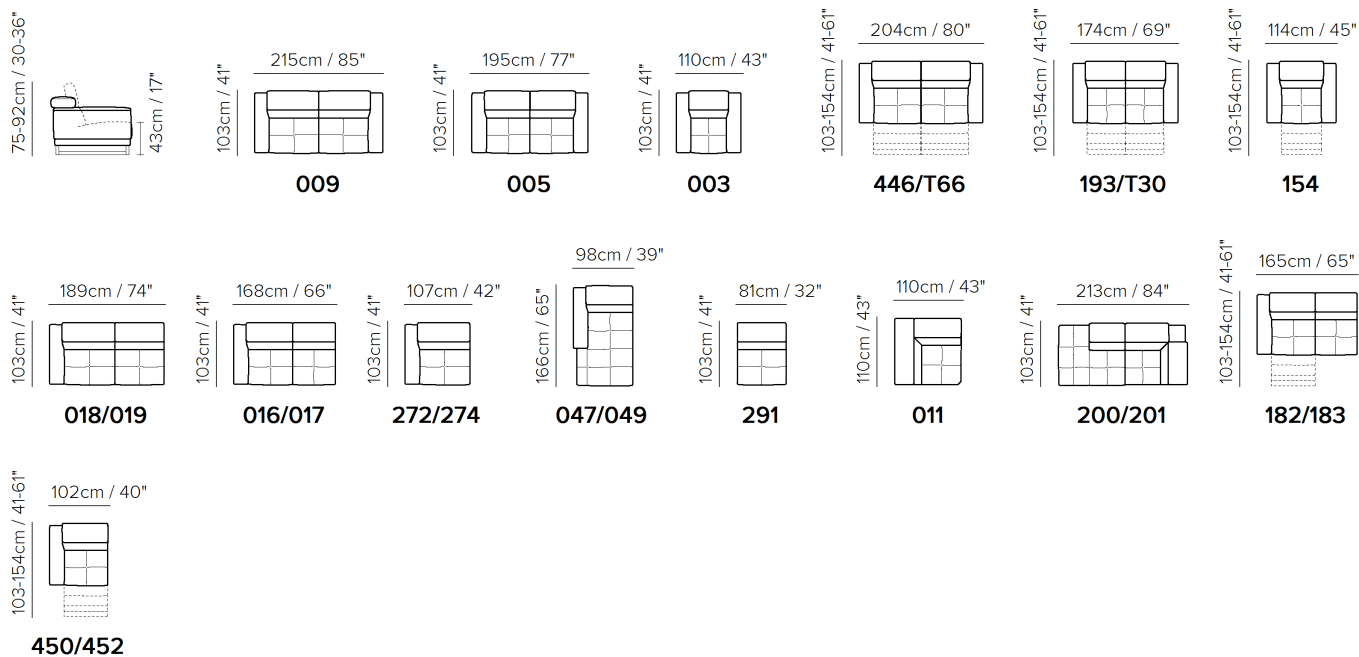 75-92cm / 30-36"
43cm / 17"
215cm / 85"
103cm / 41"
009
195cm / 77"
103cm / 41"
005
110cm / 43"
103cm / 41"
003
204cm / 80"
103-154cm / 41-61"
446/T66
174cm / 69"
103-154cm / 41-61"
193/T30
114cm / 45"
103-154cm / 41-61"
154
189cm / 74"
103cm / 41"
018/019
168cm / 66"
103cm / 41"
016/017
107cm / 42"
103cm / 41"
272/274
98cm / 39"
166cm / 65"
047/049
81cm / 32"
103cm / 41"
291
110cm / 43"
110cm / 43"
011
213cm / 84"
103cm / 41"
200/201
165cm / 65"
103-154cm / 41-61"
182/183
102cm / 40"
103-154cm / 41-61"
450/452